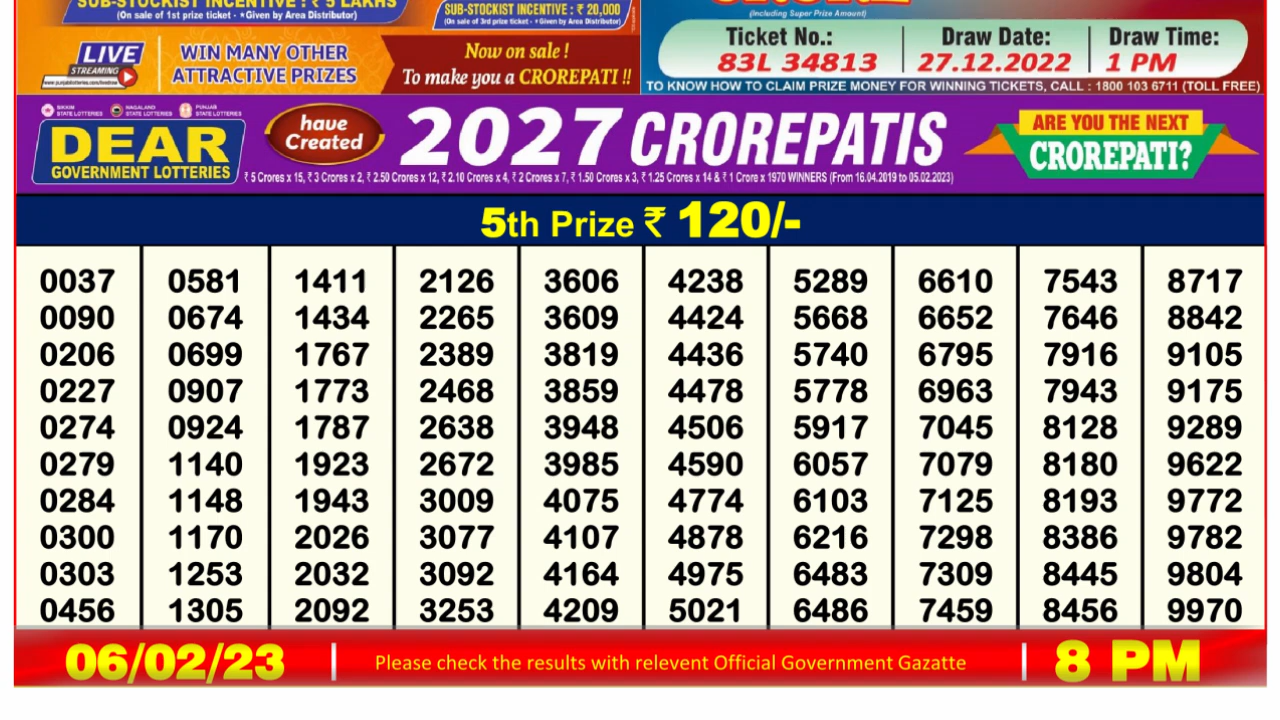 SUB-STOCKIST INCENTIVE : ₹ 5 LAKHS
(On sale of 1st prize ticket - *Given by Area Distributor)
SUB-STOCKIST INCENTIVE : ₹ 20,000
(On sale of 3rd prize ticket - *Given by Area Distributor)
LIVE
STREAMING
WIN MANY OTHER
ATTRACTIVE PRIZES
Now on sale !
To make you a CROREPATI !!
(Including Super Prize Amount)
Ticket No.: Draw Date: Draw Time:
83L 34813 27.12.2022 1 PM
TO KNOW HOW TO CLAIM PRIZE MONEY FOR WINNING TICKETS, CALL : 1800 103 6711 (TOLL FREE)
SIKKIM
STATE LOTTERIES
NAGALAND
STATE LOTTERIES
PUNJAB
STATE LOTTERIES
DEAR
GOVERNMENT LOTTERIES
have
Created
2027 CROREPATIS
₹ 5 Crores x 15, ₹ 3 Crores x 2, ₹ 2.50 Crores x 12, ₹ 2.10 Crores x 4, ₹ 2 Crores x 7, ₹ 1.50 Crores x 3, ₹ 1.25 Crores x 14 & ₹ 1 Crore x 1970 WINNERS (From 16.04.2019 to 05.02.2023)
ARE YOU THE NEXT
CROREPATI?
5th Prize ₹ 120/-
0037 0581 1411 2126 3606 4238 5289 6610 7543 8717
0090 0674 1434 2265 3609 4424 5668 6652 7646 8842
0206 0699 1767 2389 3819 4436 5740 6795 7916 9105
0227 0907 1773 2468 3859 4478 5778 6963 7943 9175
0274 0924 1787 2638 3948 4506 5917 7045 8128 9289
0279 1140 1923 2672 3985 4590 6057 7079 8180 9622
0284 1148 1943 3009 4075 4774 6103 7125 8193 9772
0300 1170 2026 3077 4107 4878 6216 7298 8386 9782
0303 1253 2032 3092 4164 4975 6483 7309 8445 9804
0456 1305 2092 3253 4209 5021 6486 7459 8456 9970
06/02/23 Please check the results with relevent Official Government Gazatte 8 PM